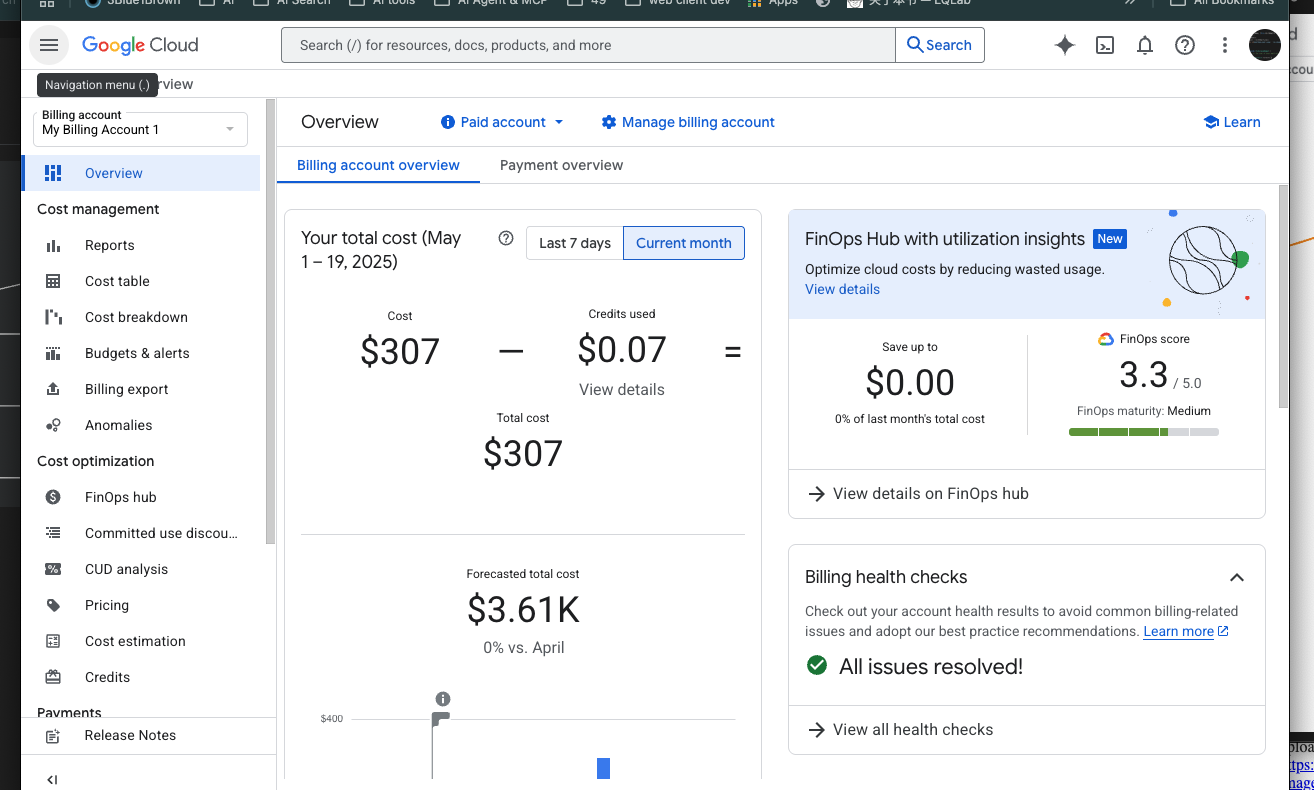 3Blue1Brown
AI
AI Search
AI tools
AI Agent & MCP
49
web client dev
Apps
All Bookmarks
Google Cloud
Search (/) for resources, docs, products, and more
Search
Navigation menu (.)
rview
Billing account
My Billing Account 1
Overview
Cost management
Reports
Cost table
Cost breakdown
Budgets & alerts
Billing export
Anomalies
Cost optimization
FinOps hub
Committed use discou...
CUD analysis
Pricing
Cost estimation
Credits
Payments
Release Notes
Overview
Paid account
Manage billing account
Learn
Billing account overview
Payment overview
Your total cost (May
1 – 19, 2025)
Last 7 days
Current month
Cost
$307
—
Credits used
$0.07
View details
=
Total cost
$307
Forecasted total cost
$3.61K
0% vs. April
$400
FinOps Hub with utilization insights New
Optimize cloud costs by reducing wasted usage.
View details
Save up to
$0.00
0% of last month's total cost
FinOps score
3.3 / 5.0
FinOps maturity: Medium
View details on FinOps hub
Billing health checks
Check out your account health results to avoid common billing-related
issues and adopt our best practice recommendations. Learn more
All issues resolved!
View all health checks